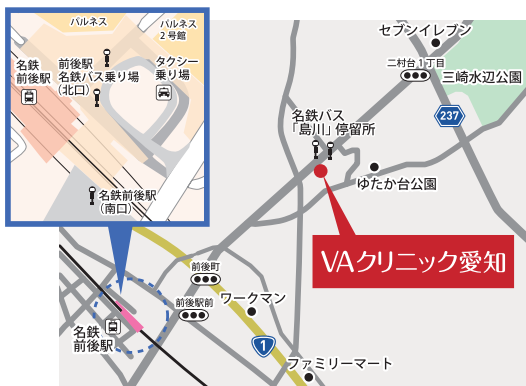 パルネス
パルネス
2号館
名鉄
前後駅
前後駅
名鉄バス乗り場
(北口)
タクシー
乗り場
名鉄前後駅
(南口)
セブンイレブン
二村台1丁目
三崎水辺公園
237
名鉄バス
「島川」停留所
ゆたか台公園
VAクリニック愛知
前後町
前後駅前
ワークマン
名鉄
前後駅
1
ファミリーマート